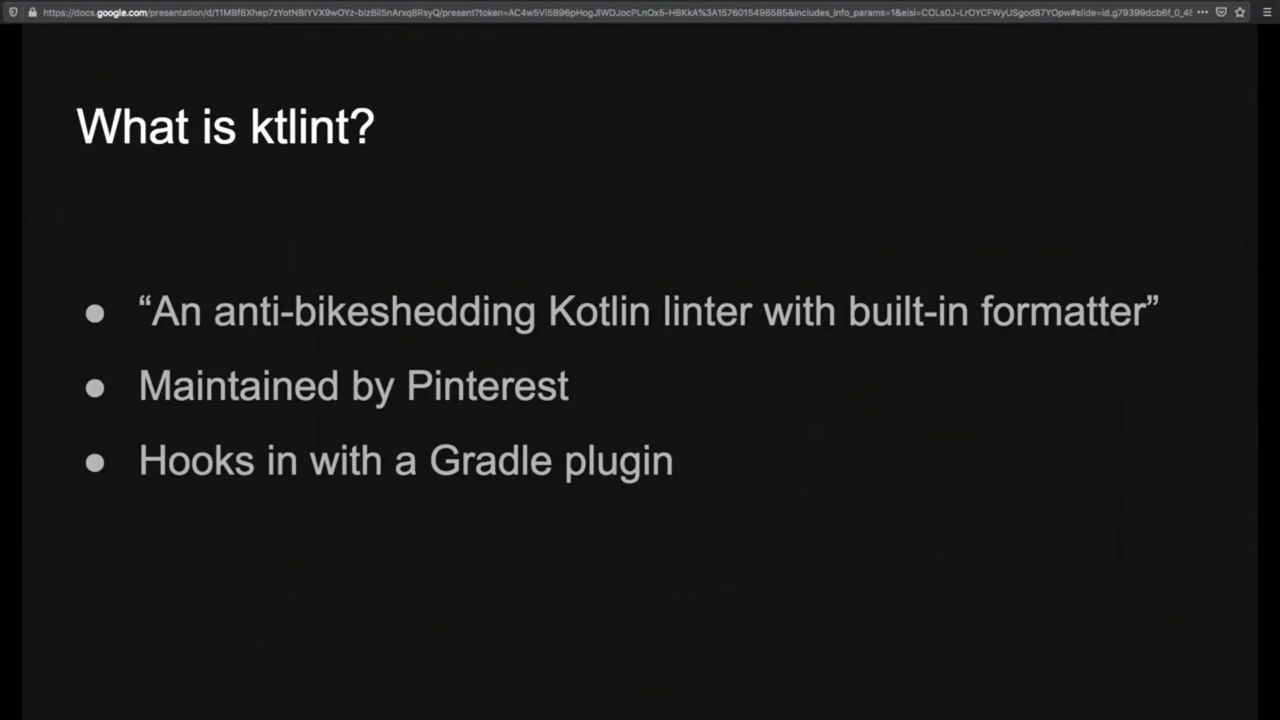 What is ktlint?
● “An anti-bikeshedding Kotlin linter with built-in formatter”
● Maintained by Pinterest
● Hooks in with a Gradle plugin